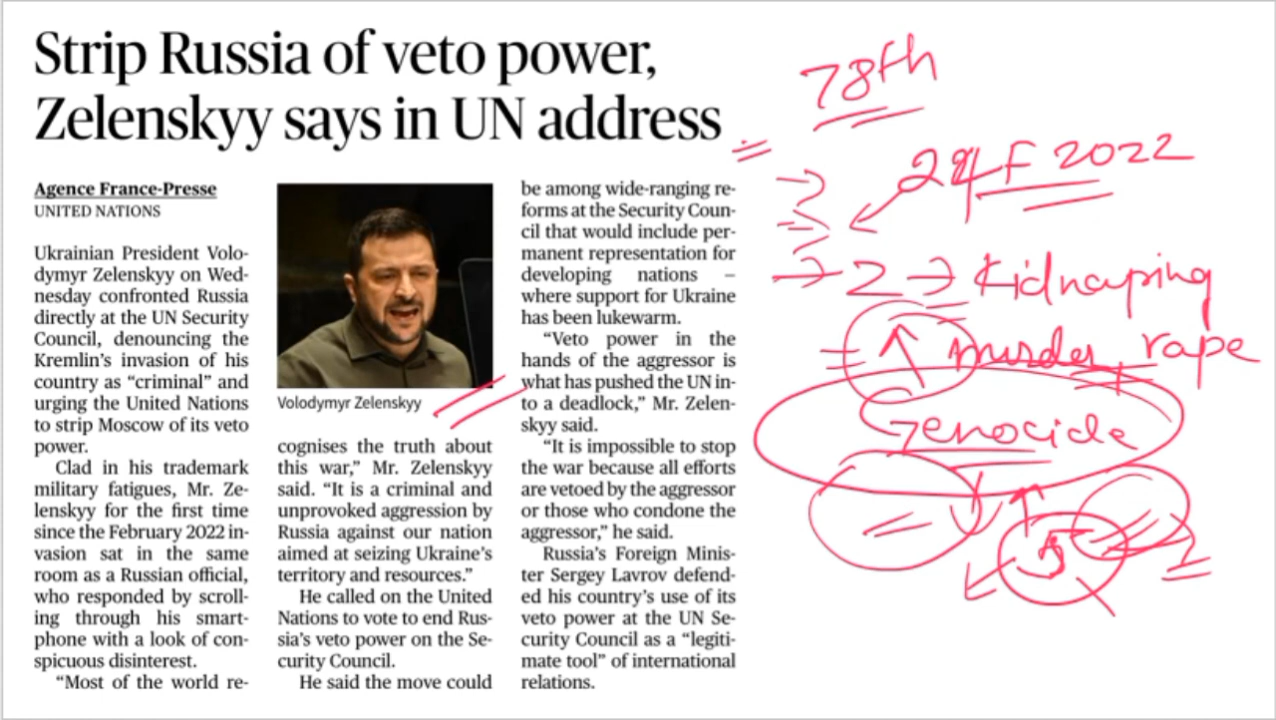 Strip Russia of veto power,
Zelenskyy says in UN address
Agence France-Presse
UNITED NATIONS
Ukrainian President Volo-
dymyr Zelenskyy on Wed-
nesday confronted Russia
directly at the UN Security
Council, denouncing the
Kremlin's invasion of his
country as “criminal” and
urging the United Nations
to strip Moscow of its veto
power.
Clad in his trademark
military fatigues, Mr. Ze-
lenskyy for the first time
since the February 2022 in-
vasion sat in the same
room as a Russian official,
who responded by scroll-
ing through his smart-
phone with a look of con-
spicuous disinterest.
“Most of the world re-
Volodymyr Zelenskyy
cognises the truth about
this war,” Mr. Zelenskyy
said. “It is a criminal and
unprovoked aggression by
Russia against our nation
aimed at seizing Ukraine's
territory and resources.”
He called on the United
Nations to vote to end Rus-
sia's veto power on the Se-
curity Council.
He said the move could
be among wide-ranging re-
forms at the Security Coun-
cil that would include per-
manent representation for
developing nations –
where support for Ukraine
has been lukewarm.
“Veto power in the
hands of the aggressor is
what has pushed the UN in-
to a deadlock,” Mr. Zelen-
skyy said.
“It is impossible to stop
the war because all efforts
are vetoed by the aggressor
or those who condone the
aggressor,” he said.
Russia's Foreign Minis-
ter Sergey Lavrov defend-
ed his country's use of its
veto power at the UN Se-
curity Council as a “legiti-
mate tool” of international
relations.
78th
24 F 2022
Z → Kidnaping
murder, rape
genocide
5